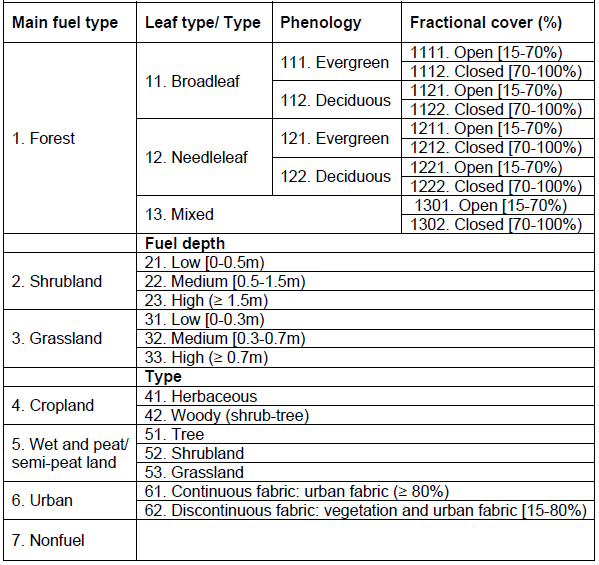 Main fuel type Leaf type/ Type Phenology Fractional cover (%)
1. Forest
11. Broadleaf
111. Evergreen
1111. Open [15-70%)
1112. Closed [70-100%)
112. Deciduous
1121. Open [15-70%)
1122. Closed [70-100%)
12. Needleleaf
121. Evergreen
1211. Open [15-70%)
1212. Closed [70-100%)
122. Deciduous
1221. Open [15-70%)
1222. Closed [70-100%)
13. Mixed
1301. Open [15-70%)
1302. Closed [70-100%)
Fuel depth
2. Shrubland
21. Low [0-0.5m)
22. Medium [0.5-1.5m)
23. High (≥ 1.5m)
3. Grassland
31. Low [0-0.3m)
32. Medium [0.3-0.7m)
33. High (≥ 0.7m)
Type
4. Cropland
41. Herbaceous
42. Woody (shrub-tree)
5. Wet and peat/
semi-peat land
51. Tree
52. Shrubland
53. Grassland
6. Urban
61. Continuous fabric: urban fabric (≥ 80%)
62. Discontinuous fabric: vegetation and urban fabric [15-80%)
7. Nonfuel